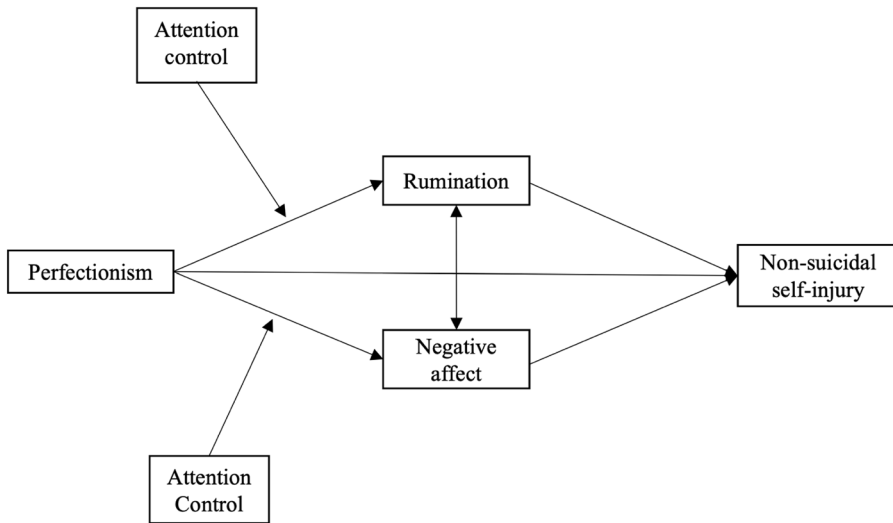 Attention
control
Rumination
Perfectionism
Non-suicidal
self-injury
Negative
affect
Attention
Control